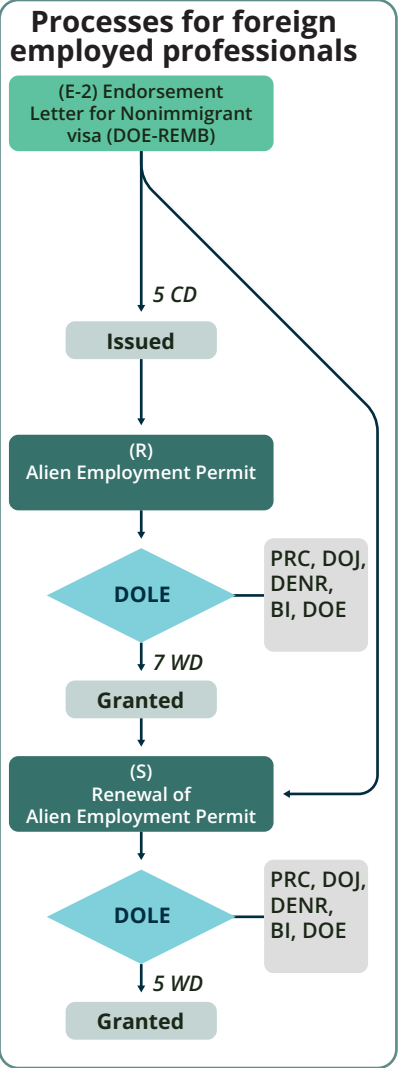 Processes for foreign
employed professionals
(E-2) Endorsement
Letter for Nonimmigrant
visa (DOE-REMB)
5 CD
Issued
(R)
Alien Employment Permit
DOLE
PRC, DOJ,
DENR,
BI, DOE
7 WD
Granted
(S)
Renewal of
Alien Employment Permit
DOLE
PRC, DOJ,
DENR,
BI, DOE
5 WD
Granted